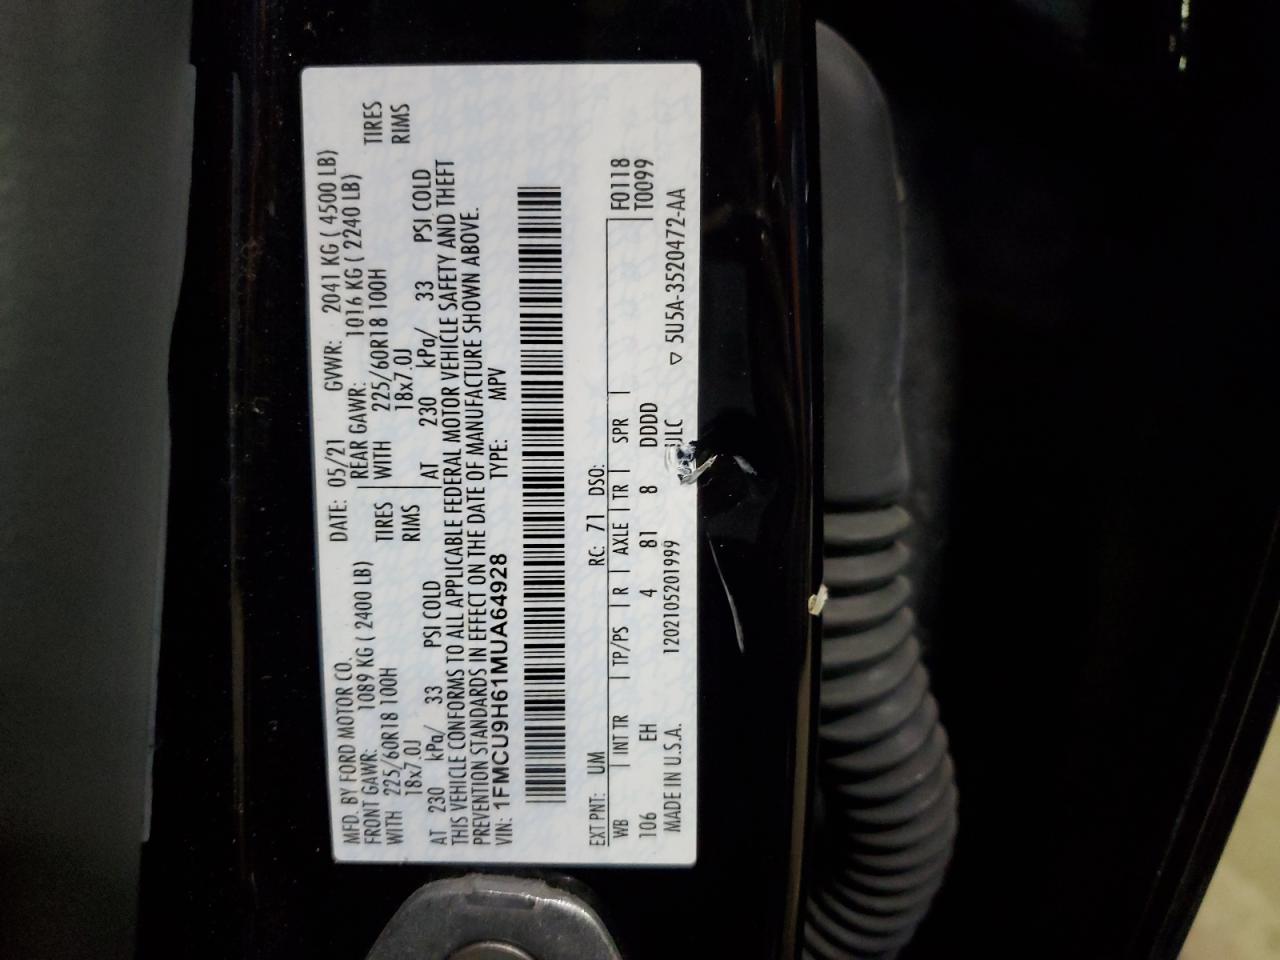 MFD. BY FORD MOTOR CO. DATE: 05/21 GVWR: 2041 KG ( 4500 LB)
FRONT GAWR: 1089 KG ( 2400 LB) REAR GAWR: 1016 KG ( 2240 LB)
WITH 225/60R18 100H TIRES WITH 225/60R18 100H TIRES
18x7.0J RIMS 18x7.0J RIMS
AT 230 kPa/ 33 PSI COLD AT 230 kPa/ 33 PSI COLD
THIS VEHICLE CONFORMS TO ALL APPLICABLE FEDERAL MOTOR VEHICLE SAFETY AND THEFT
PREVENTION STANDARDS IN EFFECT ON THE DATE OF MANUFACTURE SHOWN ABOVE.
VIN: 1FMCU9H61MUA64928 TYPE: MPV
EXT PNT: UM RC: 71 DSO:
WB | INT TR | TP/PS | R | AXLE | TR | SPR | F0118
106 EH 4 81 8 DDDD T0099
MADE IN U.S.A. 1202105201999 ULC ▽ 5U5A-3520472-AA